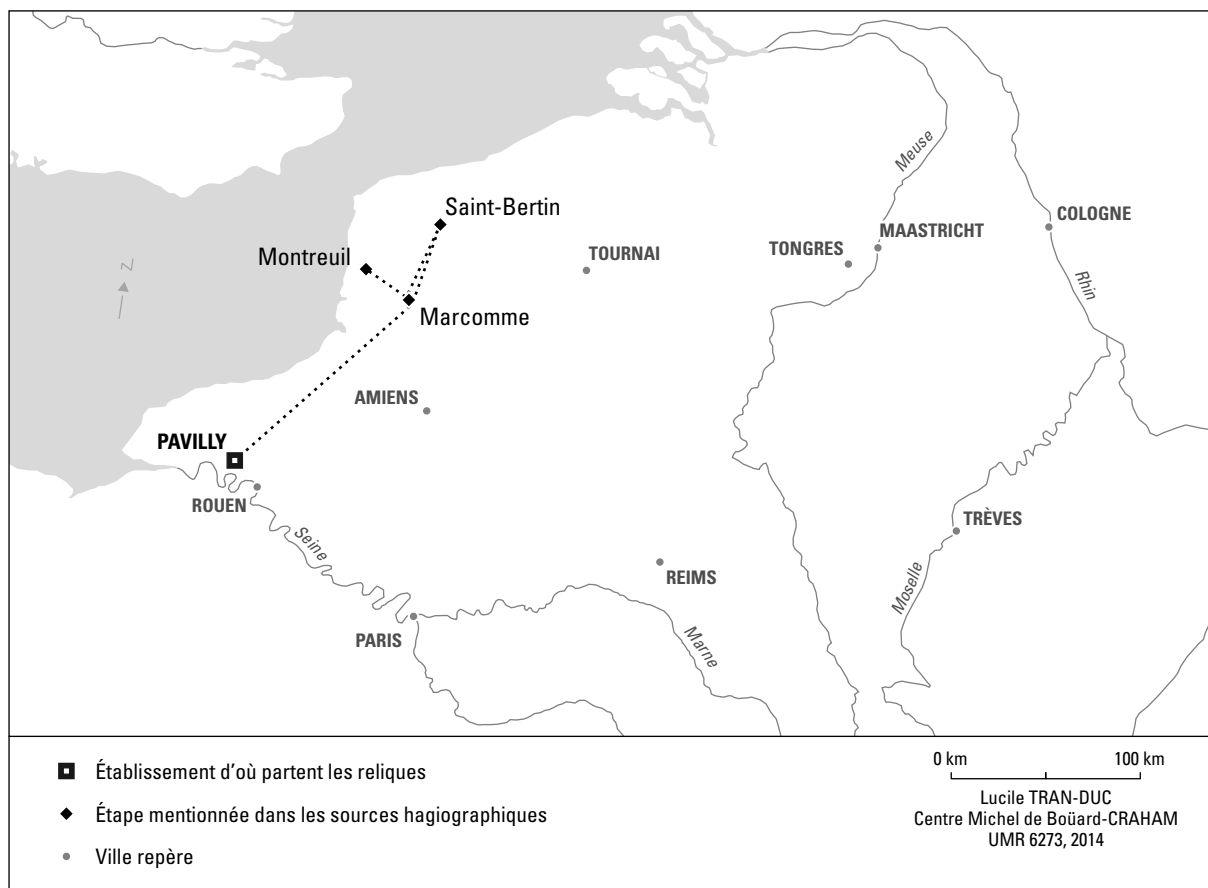 Meuse
Saint-Bertin
COLOGNE
MAASTRICHT
TONGRES
TOURNAI
Montreuil
N
Rhin
Marcomme
AMIENS
PAVILLY
ROUEN
TRÈVES
Seine
REIMS
Moselle
PARIS
Marne
Établissement d'où partent les reliques
Étape mentionnée dans les sources hagiographiques
Ville repère
0 km 100 km
Lucile TRAN-DUC
Centre Michel de Boüard-CRAHAM
UMR 6273, 2014